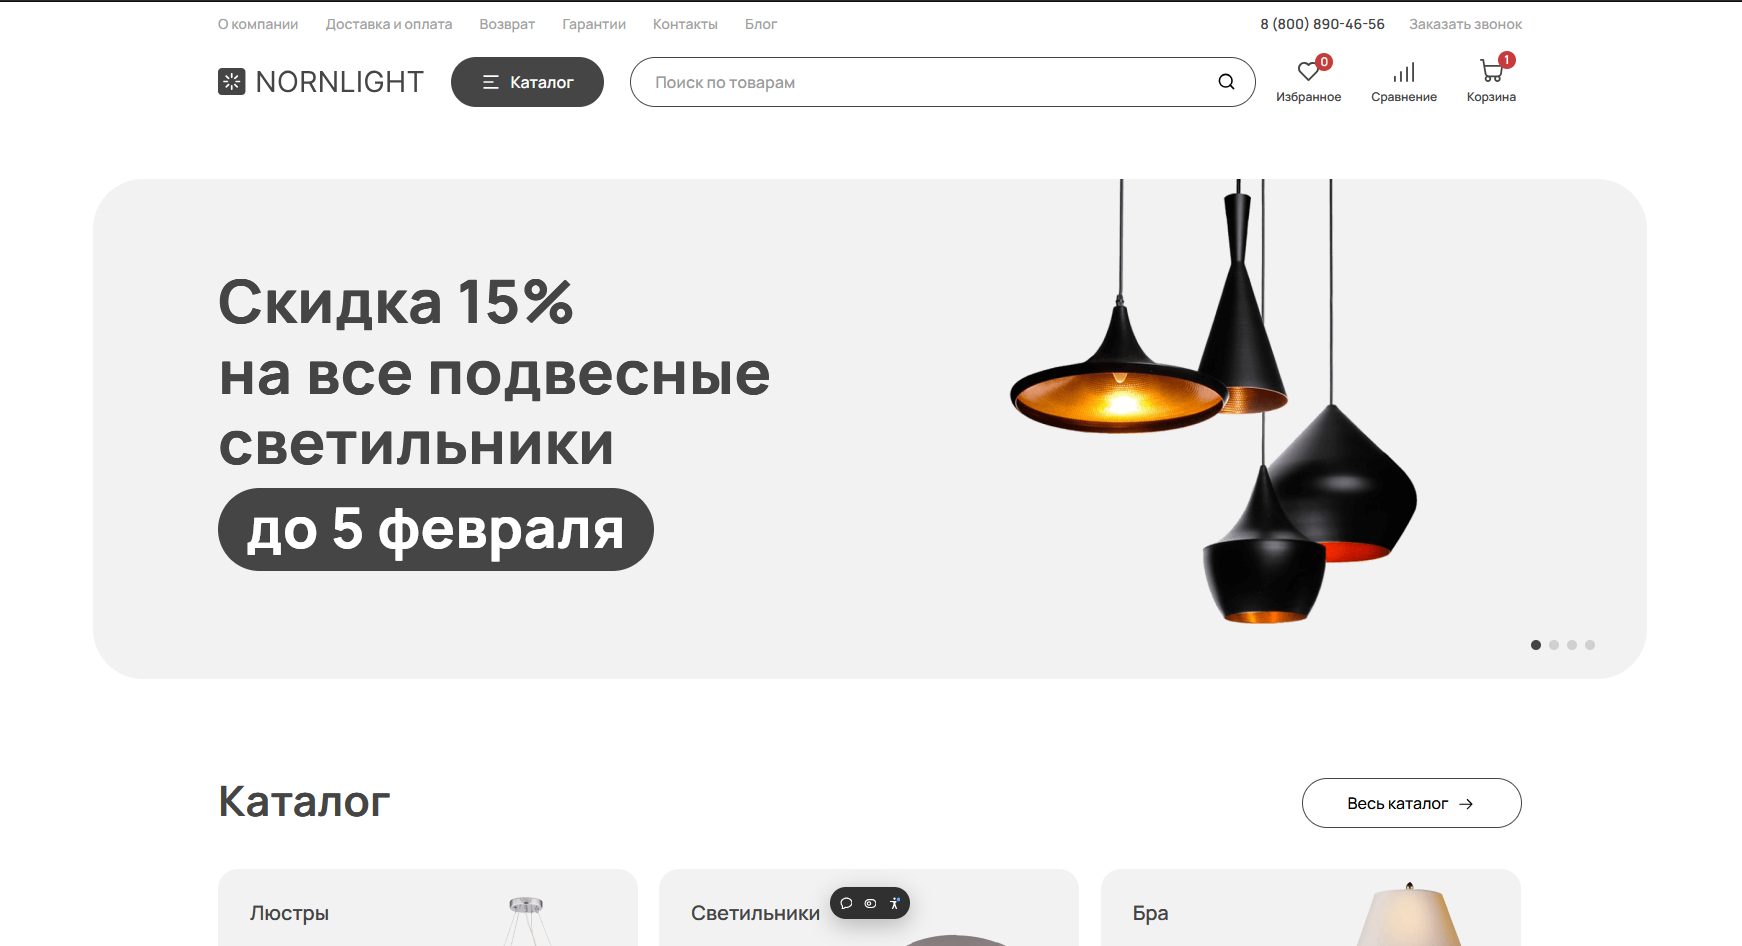 О компании Доставка и оплата Возврат Гарантии Контакты Блог 8 (800) 890-46-56 Заказать звонок
NORNLIGHT Каталог Поиск по товарам 0 1
Избранное Сравнение Корзина
Скидка 15%
на все подвесные
светильники
до 5 февраля
Каталог Весь каталог →
Люстры Светильники Бра